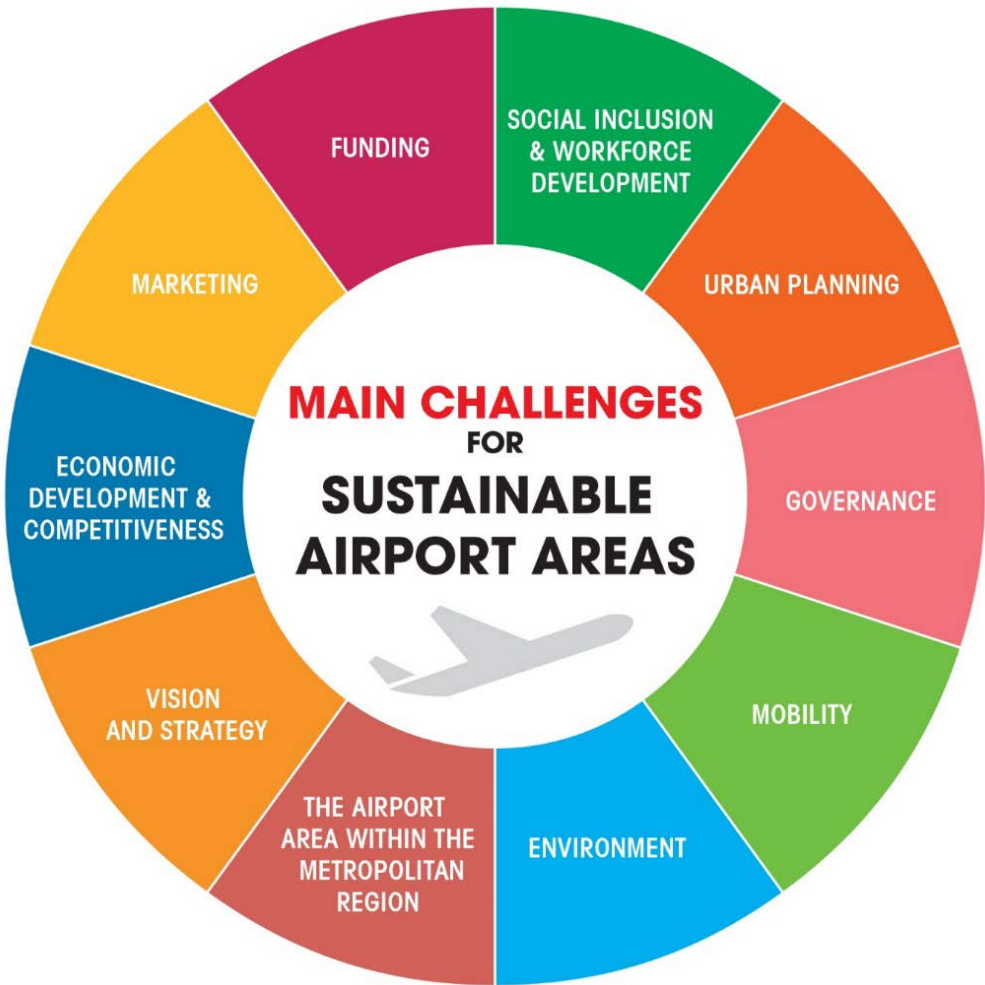 MAIN CHALLENGES
FOR
SUSTAINABLE
AIRPORT AREAS
SOCIAL INCLUSION
& WORKFORCE
DEVELOPMENT
URBAN PLANNING
GOVERNANCE
MOBILITY
ENVIRONMENT
THE AIRPORT
AREA WITHIN THE
METROPOLITAN
REGION
VISION
AND STRATEGY
ECONOMIC
DEVELOPMENT &
COMPETITIVENESS
MARKETING
FUNDING